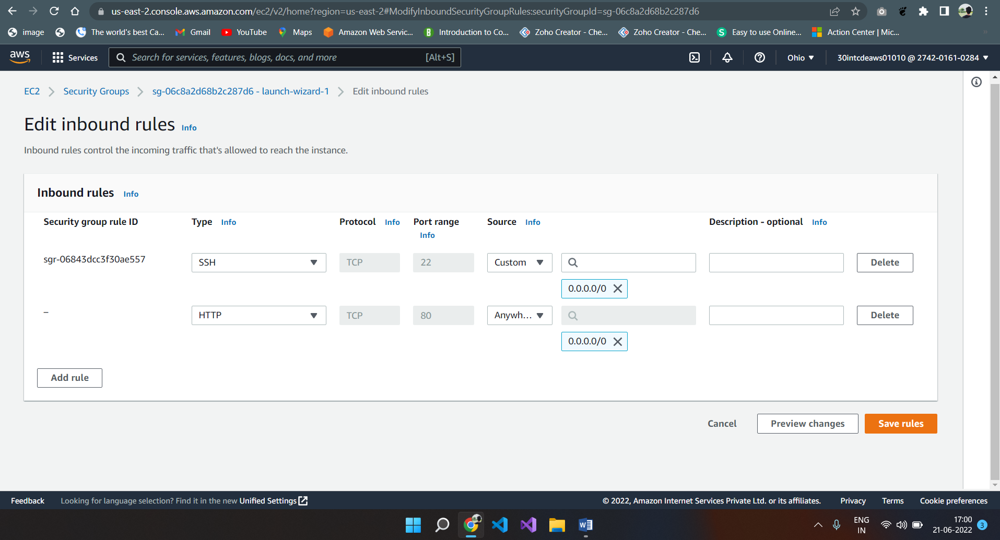 us-east-2.console.aws.amazon.com/ec2/v2/home?region=us-east-2#ModifyInboundSecurityGroupRules:securityGroupId=sg-06c8a2d68b2c287d6
image The world's best Ca... Gmail YouTube Maps Amazon Web Servic... B Introduction to Co... Zoho Creator - Che... Zoho Creator - Che... S Easy to use Online... Action Center | Mic...
aws Services Search for services, features, blogs, docs, and more [Alt+S] Ohio 30intcdeaws01010 @ 2742-0161-0284
EC2 Security Groups sg-06c8a2d68b2c287d6 - launch-wizard-1 Edit inbound rules
Edit inbound rules Info
Inbound rules control the incoming traffic that's allowed to reach the instance.
Inbound rules Info
Security group rule ID Type Info Protocol Info Port range Info Source Info Description - optional Info
sgr-06843dcc3f30ae557 SSH TCP 22 Custom Delete
0.0.0.0/0
– HTTP TCP 80 Anywh... Delete
0.0.0.0/0
Add rule
Cancel Preview changes Save rules
Feedback Looking for language selection? Find it in the new Unified Settings © 2022, Amazon Internet Services Private Ltd. or its affiliates. Privacy Terms Cookie preferences
W ENG IN 17:00 21-06-2022 3